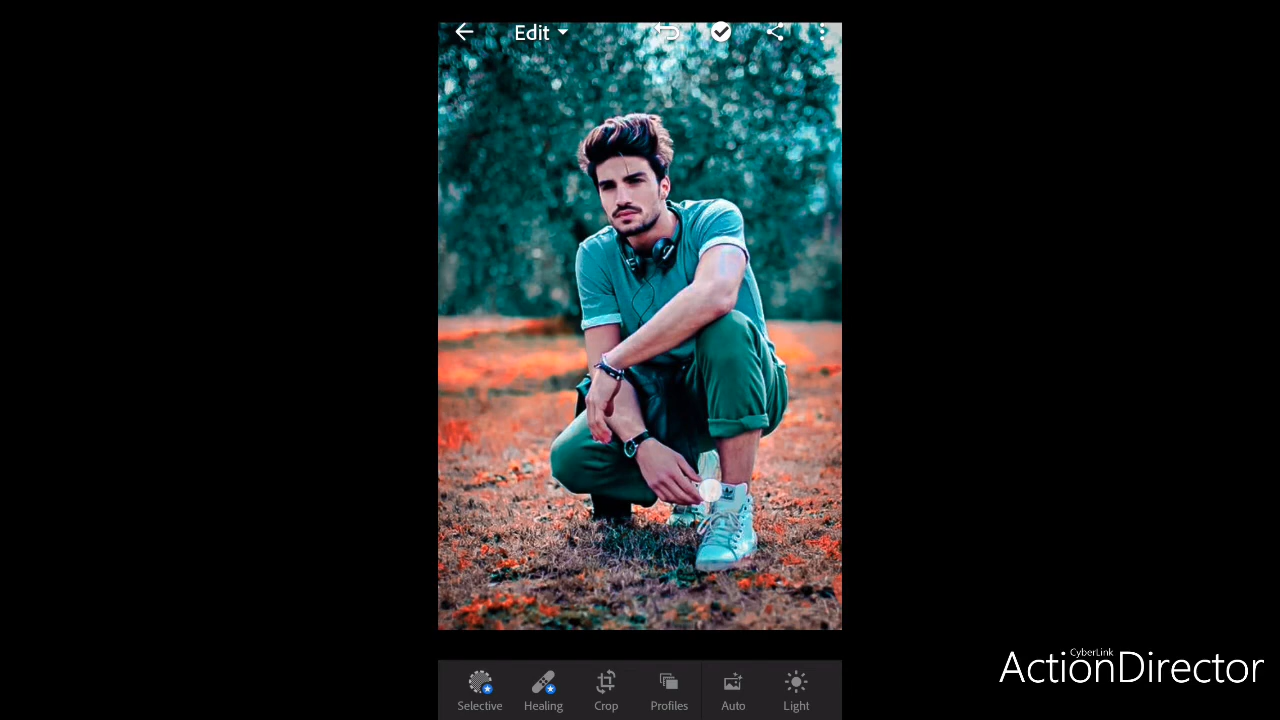 Edit
Selective
Healing
Crop
Profiles
Auto
Light
CyberLink
ActionDirector